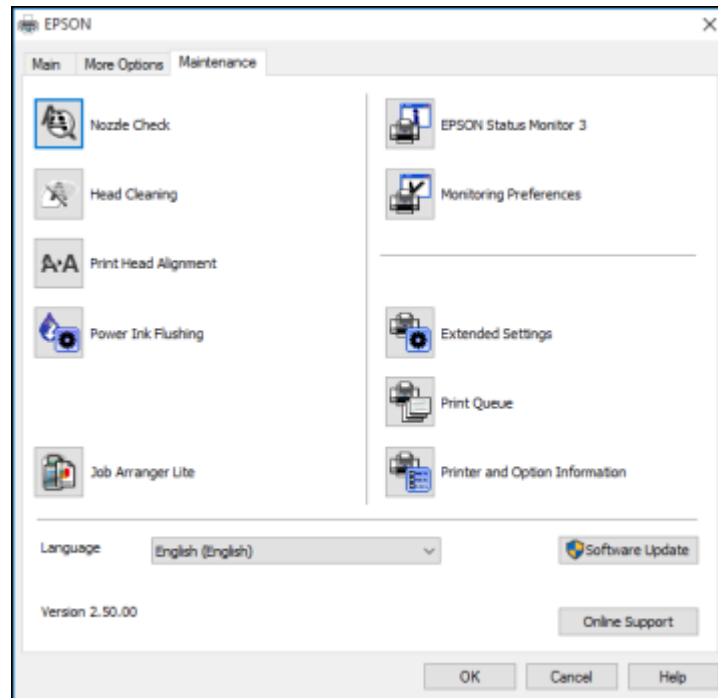 EPSON
Main More Options Maintenance
Nozzle Check
EPSON Status Monitor 3
Head Cleaning
Monitoring Preferences
A·A Print Head Alignment
Power Ink Flushing
Extended Settings
Print Queue
Job Arranger Lite
Printer and Option Information
Language English (English) Software Update
Version 2.50.00
Online Support
OK Cancel Help